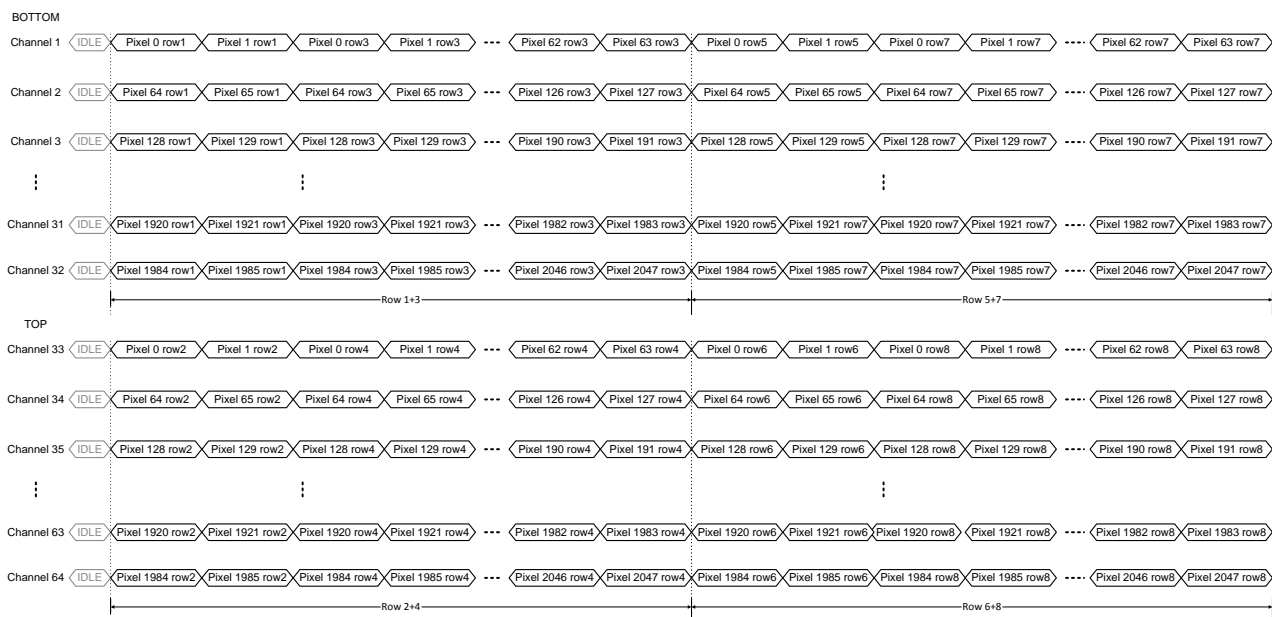 BOTTOM
Channel 1 IDLE Pixel 0 row1 Pixel 1 row1 Pixel 0 row3 Pixel 1 row3 Pixel 62 row3 Pixel 63 row3 Pixel 0 row5 Pixel 1 row5 Pixel 0 row7 Pixel 1 row7 Pixel 62 row7 Pixel 63 row7
Channel 2 IDLE Pixel 64 row1 Pixel 65 row1 Pixel 64 row3 Pixel 65 row3 Pixel 126 row3 Pixel 127 row3 Pixel 64 row5 Pixel 65 row5 Pixel 64 row7 Pixel 65 row7 Pixel 126 row7 Pixel 127 row7
Channel 3 IDLE Pixel 128 row1 Pixel 129 row1 Pixel 128 row3 Pixel 129 row3 Pixel 190 row3 Pixel 191 row3 Pixel 128 row5 Pixel 129 row5 Pixel 128 row7 Pixel 129 row7 Pixel 190 row7 Pixel 191 row7
Channel 31 IDLE Pixel 1920 row1 Pixel 1921 row1 Pixel 1920 row3 Pixel 1921 row3 Pixel 1982 row3 Pixel 1983 row3 Pixel 1920 row5 Pixel 1921 row7 Pixel 1920 row7 Pixel 1921 row7 Pixel 1982 row7 Pixel 1983 row7
Channel 32 IDLE Pixel 1984 row1 Pixel 1985 row1 Pixel 1984 row3 Pixel 1985 row3 Pixel 2046 row3 Pixel 2047 row3 Pixel 1984 row5 Pixel 1985 row7 Pixel 1984 row7 Pixel 1985 row7 Pixel 2046 row7 Pixel 2047 row7
Row 1+3 Row 5+7
TOP
Channel 33 IDLE Pixel 0 row2 Pixel 1 row2 Pixel 0 row4 Pixel 1 row4 Pixel 62 row4 Pixel 63 row4 Pixel 0 row6 Pixel 1 row6 Pixel 0 row8 Pixel 1 row8 Pixel 62 row8 Pixel 63 row8
Channel 34 IDLE Pixel 64 row2 Pixel 65 row2 Pixel 64 row4 Pixel 65 row4 Pixel 126 row4 Pixel 127 row4 Pixel 64 row6 Pixel 65 row6 Pixel 64 row8 Pixel 65 row8 Pixel 126 row8 Pixel 127 row8
Channel 35 IDLE Pixel 128 row2 Pixel 129 row2 Pixel 128 row4 Pixel 129 row4 Pixel 190 row4 Pixel 191 row4 Pixel 128 row6 Pixel 129 row6 Pixel 128 row8 Pixel 129 row8 Pixel 190 row8 Pixel 191 row8
Channel 63 IDLE Pixel 1920 row2 Pixel 1921 row2 Pixel 1920 row4 Pixel 1921 row4 Pixel 1982 row4 Pixel 1983 row4 Pixel 1920 row6 Pixel 1921 row6 Pixel 1920 row8 Pixel 1921 row8 Pixel 1982 row8 Pixel 1983 row8
Channel 64 IDLE Pixel 1984 row2 Pixel 1985 row2 Pixel 1984 row4 Pixel 1985 row4 Pixel 2046 row4 Pixel 2047 row4 Pixel 1984 row6 Pixel 1985 row6 Pixel 1984 row8 Pixel 1985 row8 Pixel 2046 row8 Pixel 2047 row8
Row 2+4 Row 6+8